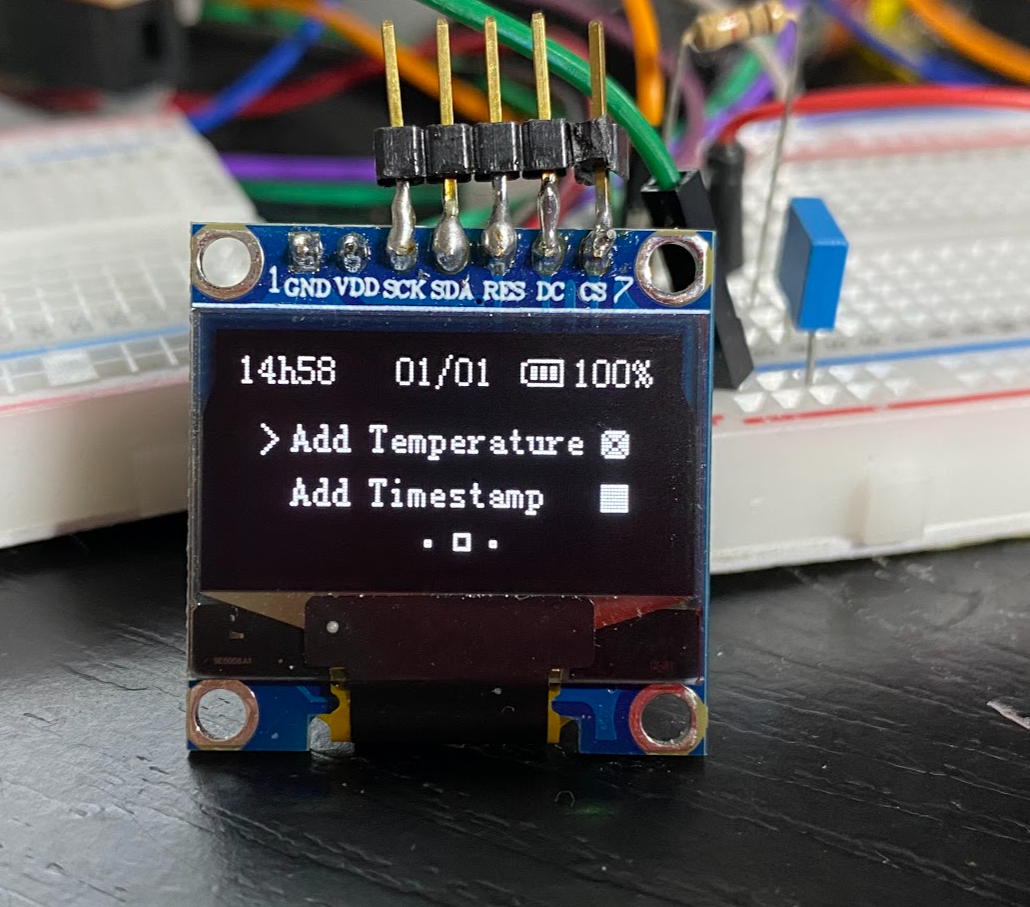 1 GND VDD SCK SDA RES DC CS 7
14h58 01/01 100%
>Add Temperature
Add Timestamp